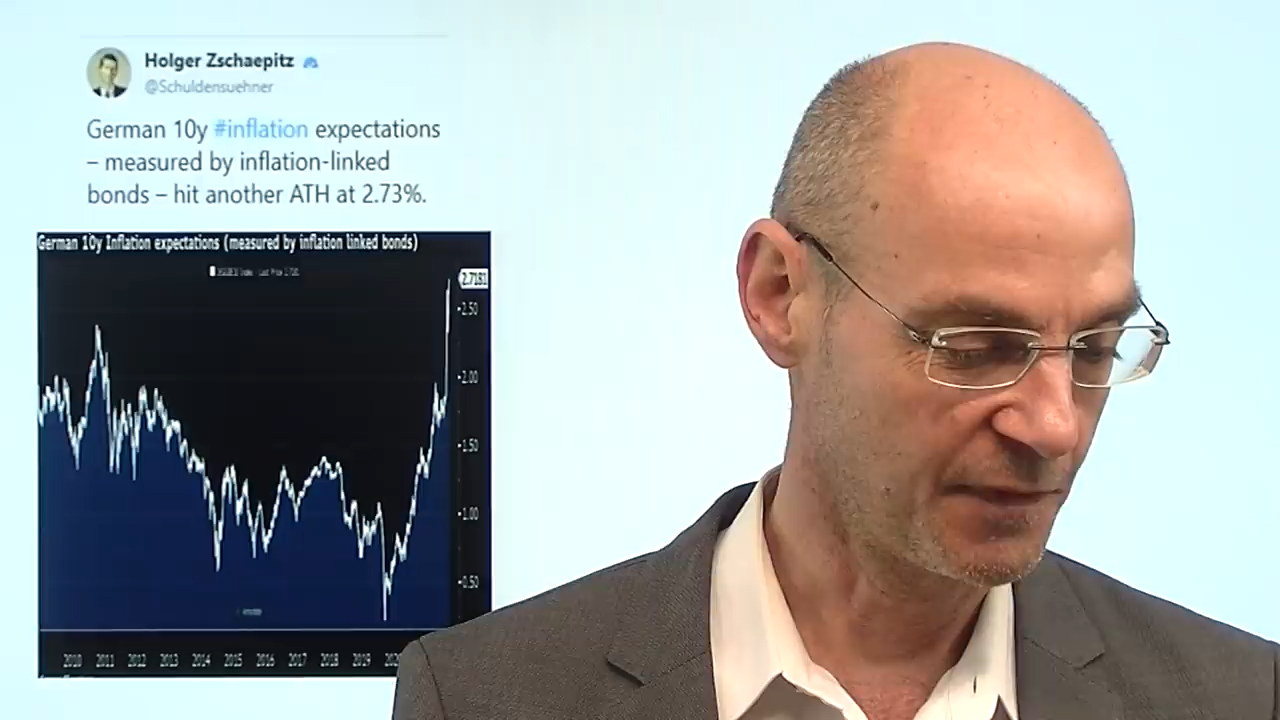 Holger Zschaepitz
@Schuldensuehner
German 10y #inflation expectations
– measured by inflation-linked
bonds – hit another ATH at 2.73%.
German 10y Inflation expectations (measured by inflation linked bonds)
2.50
2.00
1.50
1.00
0.50
2010 2011 2012 2013 2014 2015 2016 2017 2018 2019